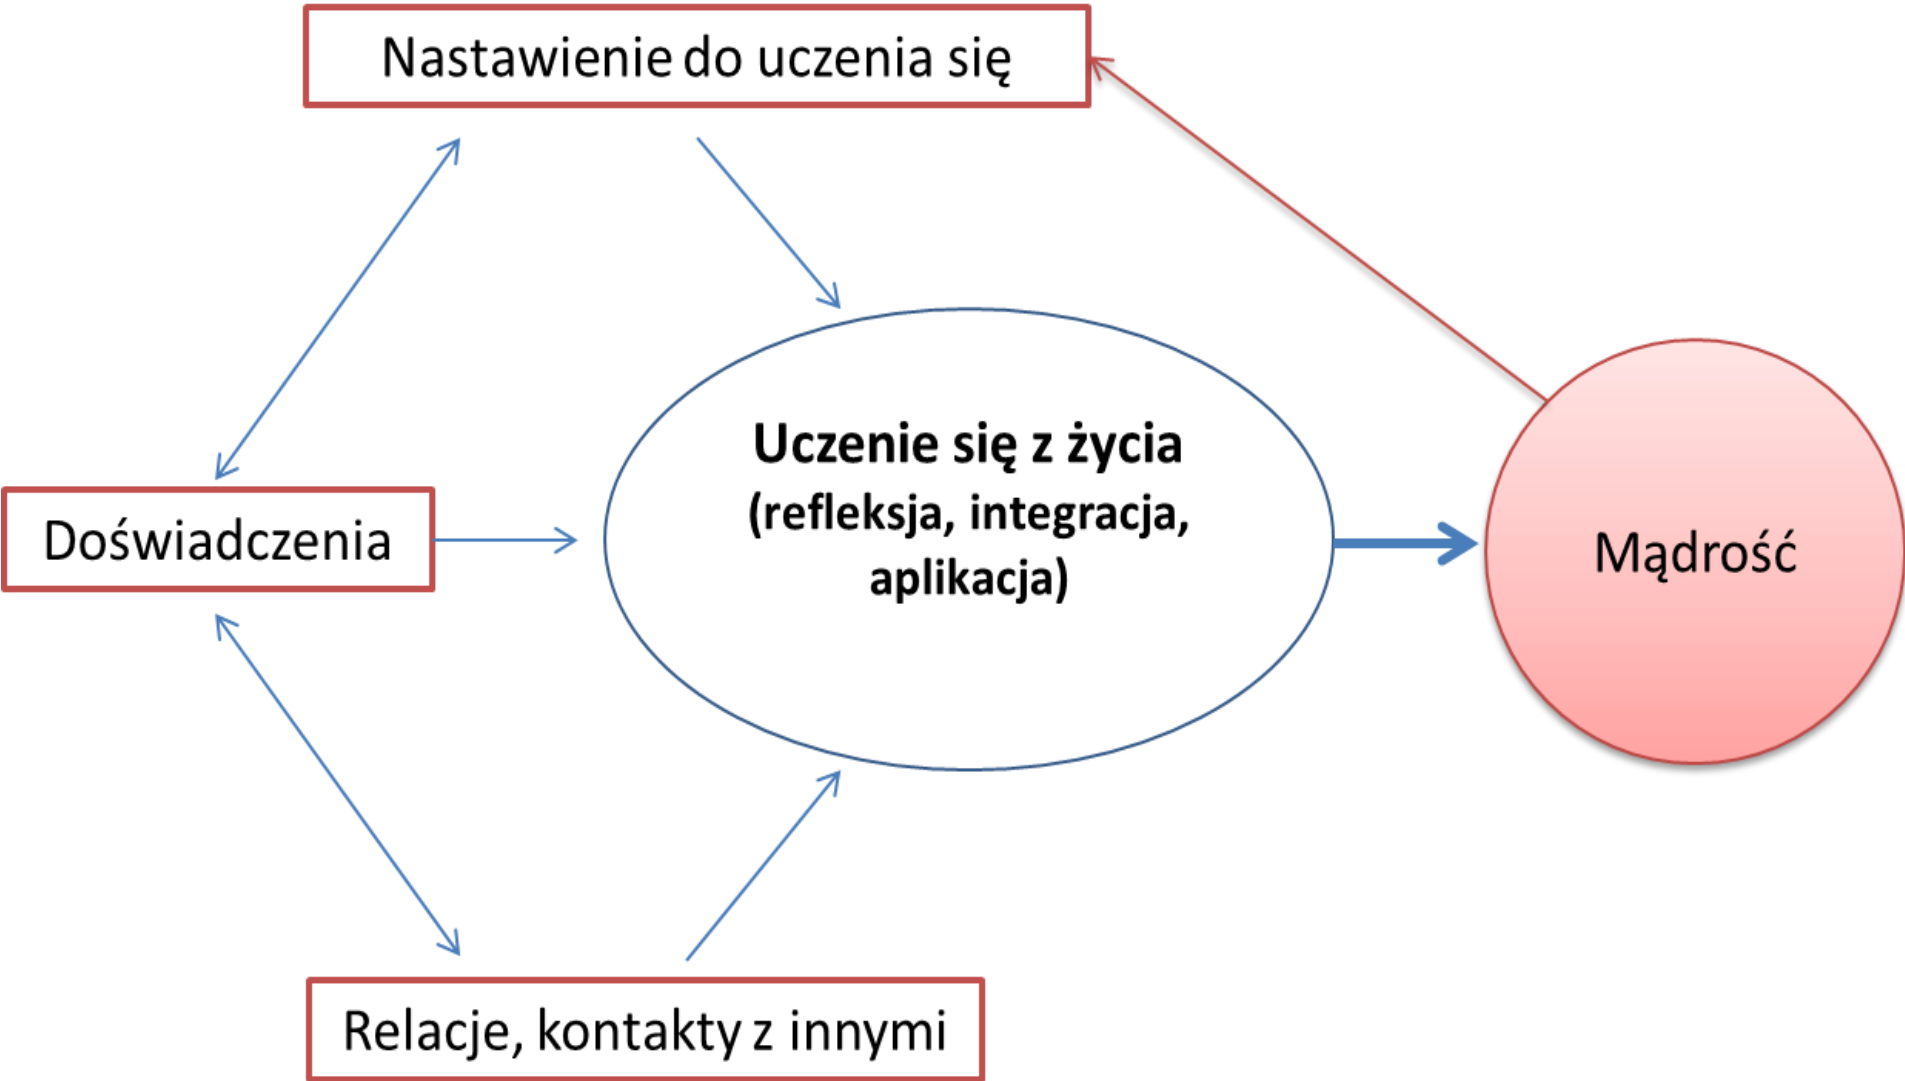 Nastawienie do uczenia się
Uczenie się z życia
(refleksja, integracja,
aplikacja)
Doświadczenia
Mądrość
Relacje, kontakty z innymi